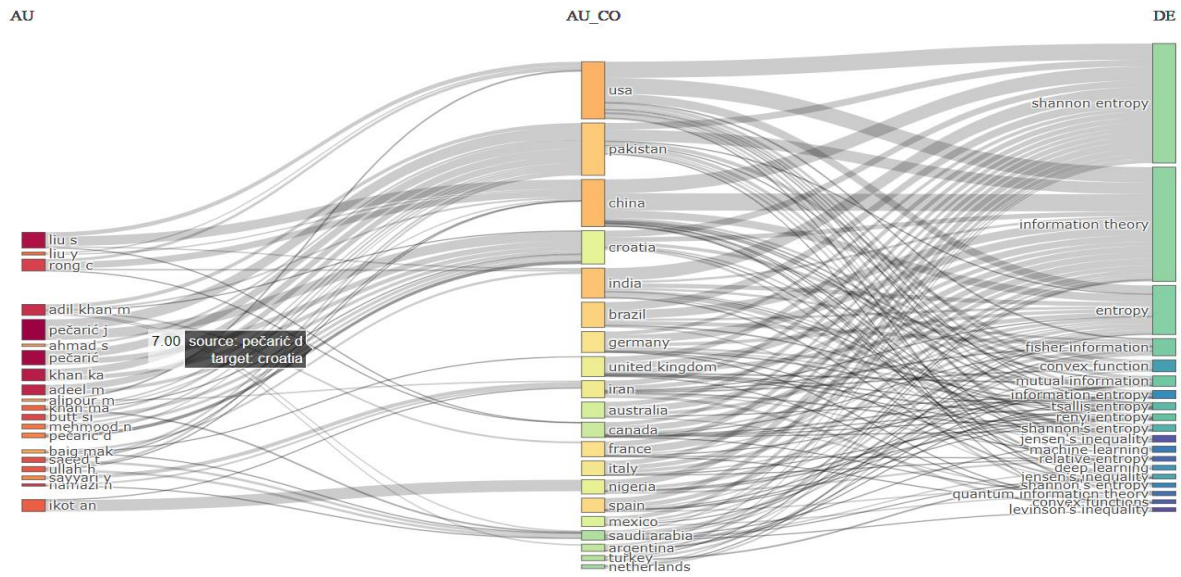 AU
AU_CO
DE
liu s
liu y
rong c
adil khan m
pečarić j
ahmad s
pečarić
khan ka
adeel m
alipour m
khan ma
butt si
mehmood n
pečarić d
baig mak
saeed t
ullah h
sayyari y
namazi h
ikot an
7.00 source: pečarić d
target: croatia
usa
pakistan
china
croatia
india
brazil
germany
united kingdom
iran
australia
canada
france
italy
nigeria
spain
mexico
saudi arabia
argentina
turkey
netherlands
shannon entropy
information theory
entropy
fisher information
convex function
mutual information
information entropy
tsallis entropy
renyi entropy
shannon's entropy
jensen's inequality
machine learning
relative entropy
deep learning
jensen's inequality
shannon's entropy
quantum information theory
convex functions
levinson's inequality